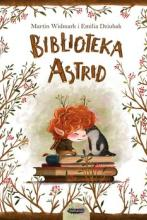 Martin Widmark i Emilia Dziubak
BIBLIOTEKA
ASTRID